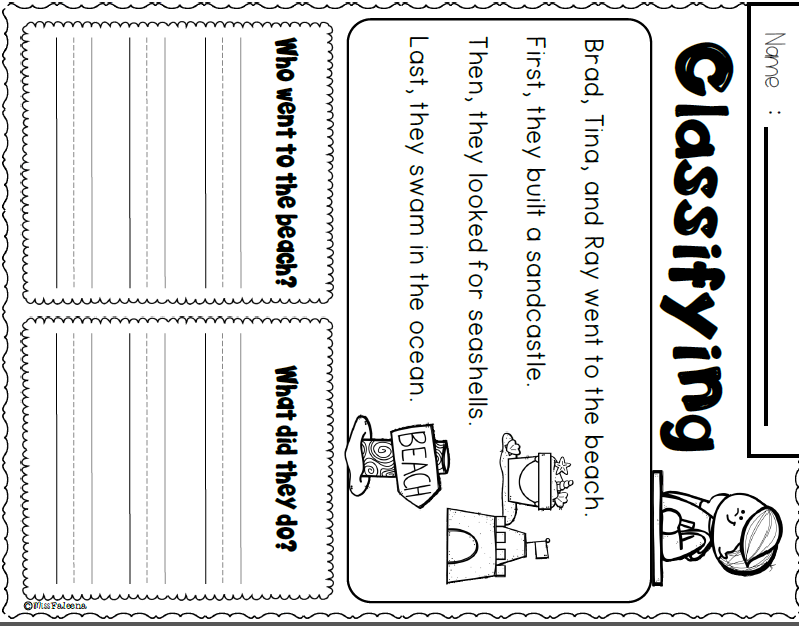 Name :
Classifying
Brad, Tina, and Ray went to the beach.
First, they built a sandcastle.
Then, they looked for seashells.
Last, they swam in the ocean.
BEACH
Who went to the beach?
What did they do?
©MissFaleena